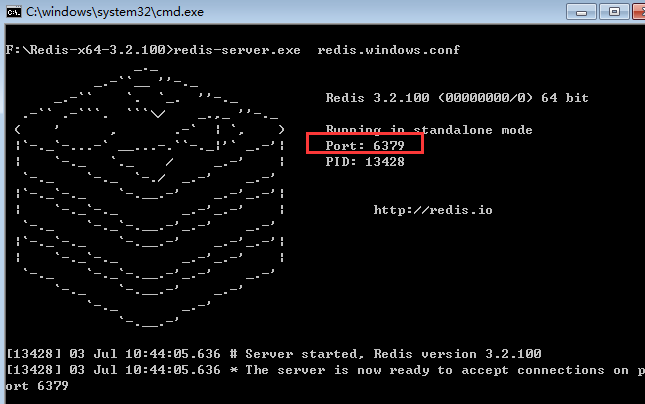 C:\windows\system32\cmd.exe
F:\Redis-x64-3.2.100>redis-server.exe  redis.windows.conf
Redis 3.2.100 (00000000/0) 64 bit
Running in standalone mode
Port: 6379
PID: 13428
http://redis.io
[13428] 03 Jul 10:44:05.636 # Server started, Redis version 3.2.100
[13428] 03 Jul 10:44:05.636 * The server is now ready to accept connections on p
ort 6379